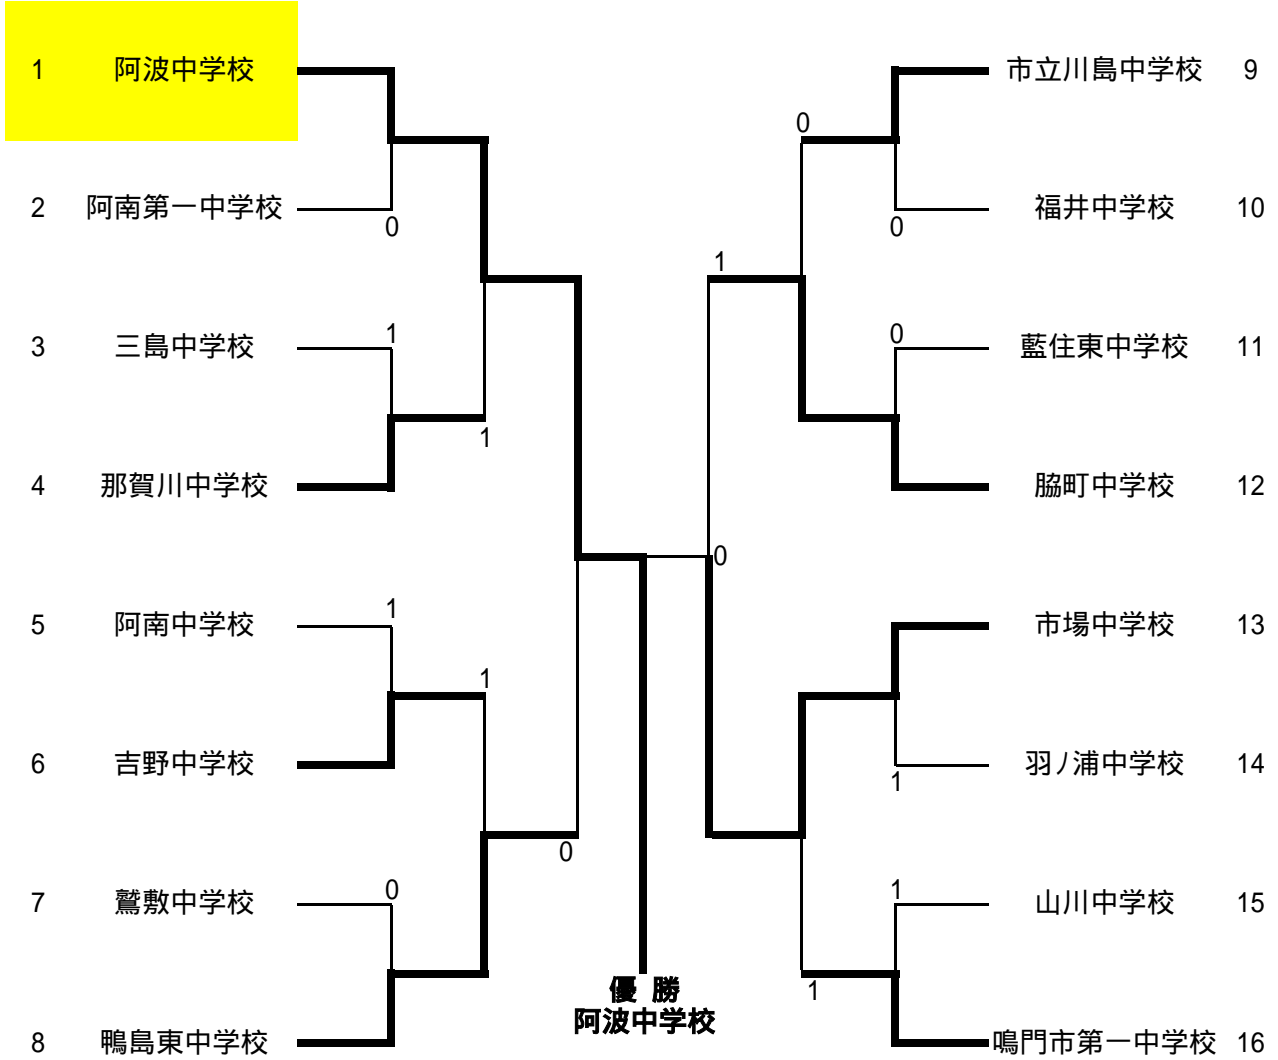 1 阿波中学校
0
2 阿南第一中学校
0
1
3 三島中学校
1
4 那賀川中学校
1
5 阿南中学校
1
6 吉野中学校
0
7 鷲敷中学校
0
8 鴨島東中学校
優 勝
阿波中学校
市立川島中学校 9
0
福井中学校 10
0
1
0
藍住東中学校 11
脇町中学校 12
0
市場中学校 13
羽ノ浦中学校 14
1
1
山川中学校 15
1
鳴門市第一中学校 16